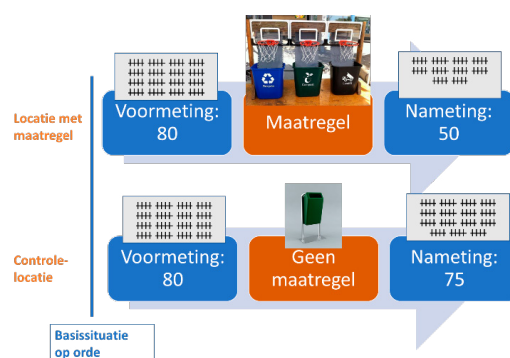 Locatie met
maatregel
Voormeting:
80
Maatregel
Nameting:
50
Controle-
locatie
Voormeting:
80
Geen
maatregel
Nameting:
75
Basissituatie
op orde